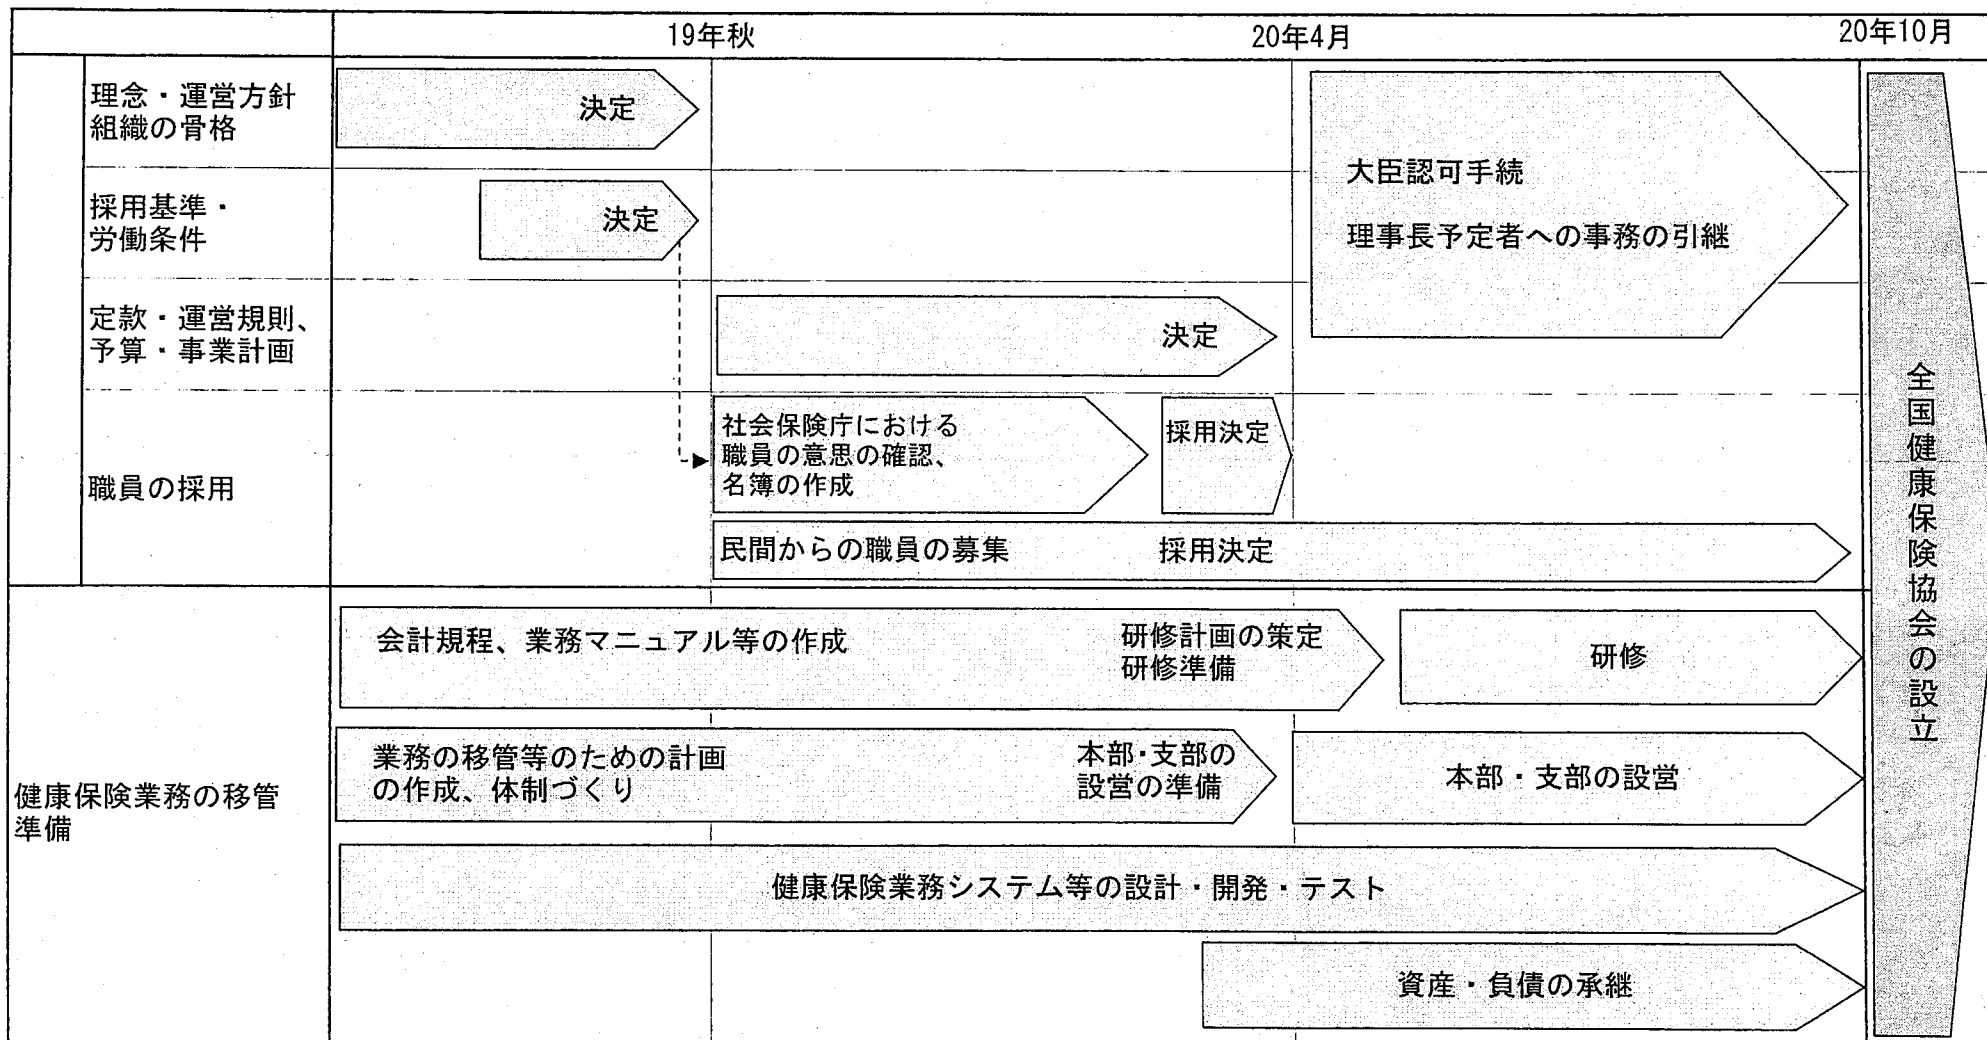 19年秋
20年4月
20年10月
理念・運営方針
組織の骨格
決定
採用基準・
労働条件
決定
大臣認可手続
理事長予定者への事務の引継
定款・運営規則、
予算・事業計画
決定
職員の採用
社会保険庁における
職員の意思の確認、
名簿の作成
採用決定
民間からの職員の募集
採用決定
健康保険業務の移管
準備
会計規程、業務マニュアル等の作成
研修計画の策定
研修準備
研修
業務の移管等のための計画
の作成、体制づくり
本部・支部の
設営の準備
本部・支部の設営
健康保険業務システム等の設計・開発・テスト
資産・負債の承継
全国健康保険協会の設立